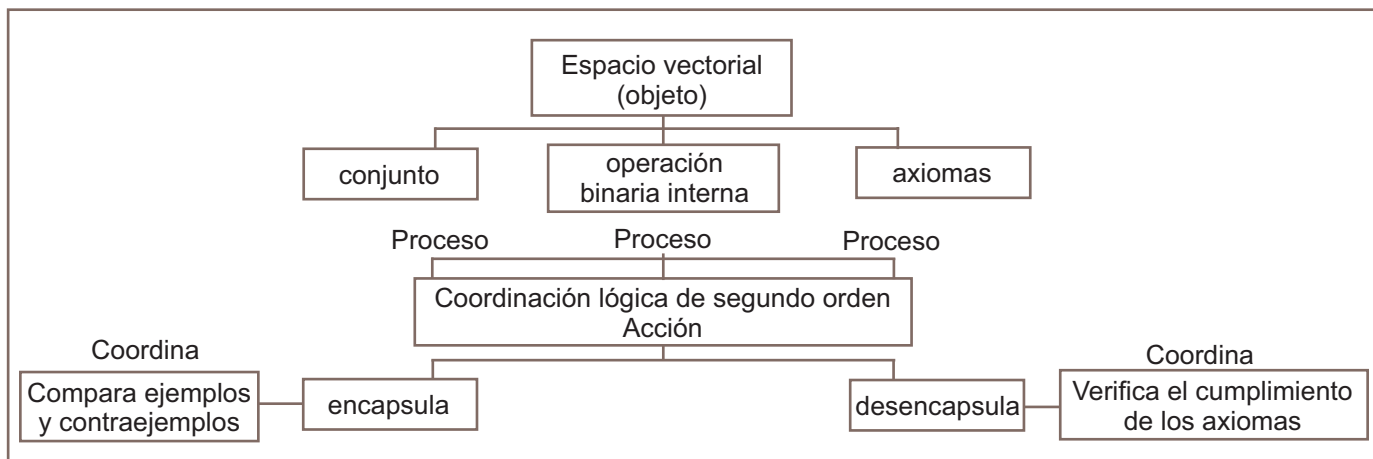 Espacio vectorial
(objeto)
conjunto
operación
binaria interna
axiomas
Proceso
Proceso
Proceso
Coordinación lógica de segundo orden
Acción
Coordina
Compara ejemplos
y contraejemplos
encapsula
desencapsula
Coordina
Verifica el cumplimiento
de los axiomas